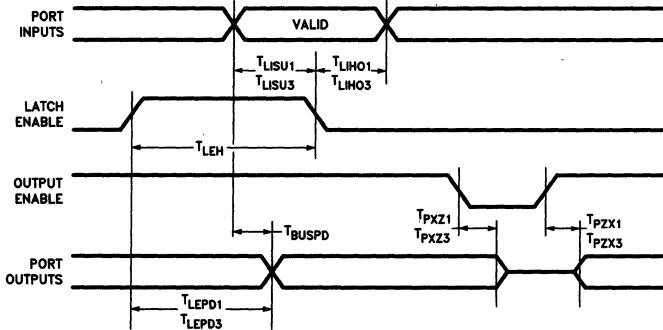 PORT
INPUTS
VALID
TLISU1
TLISU3
TLIHO1
TLIHO3
LATCH
ENABLE
TLEH
OUTPUT
ENABLE
TBUSPD
TPXZ1
TPXZ3
TPZX1
TPZX3
PORT
OUTPUTS
TLEPD1
TLEPD3